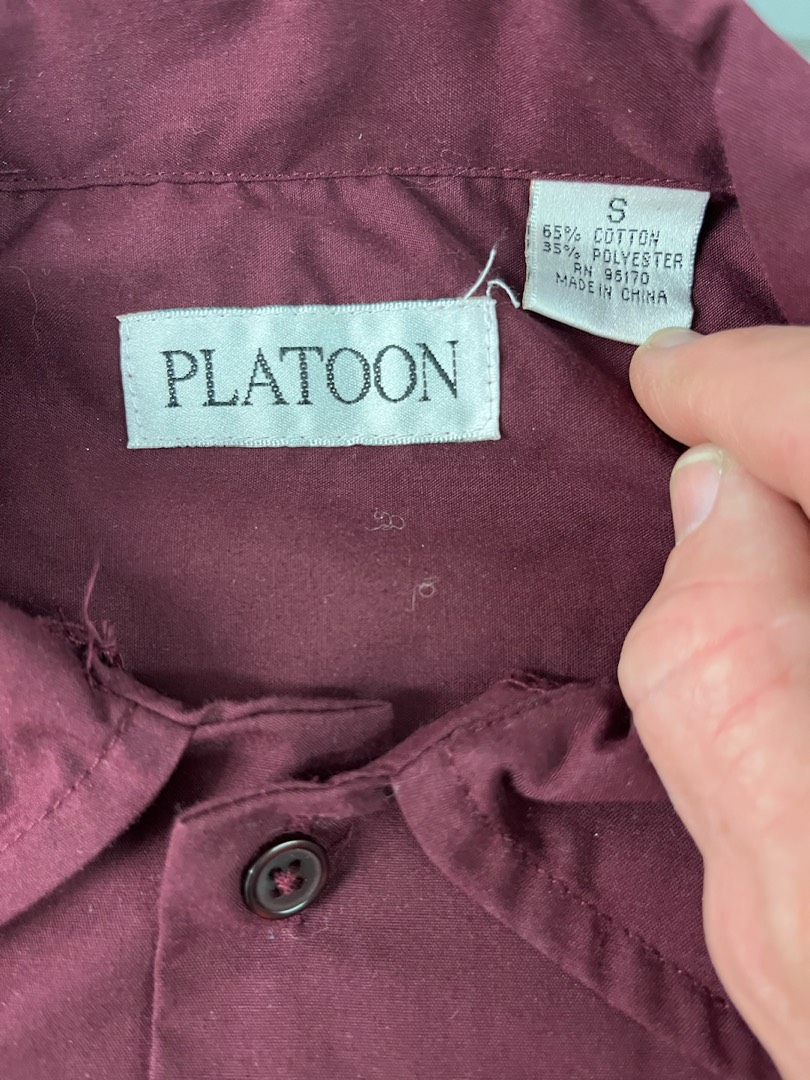 PLATOON
S
65% COTTON
35% POLYESTER
RN 96170
MADE IN CHINA